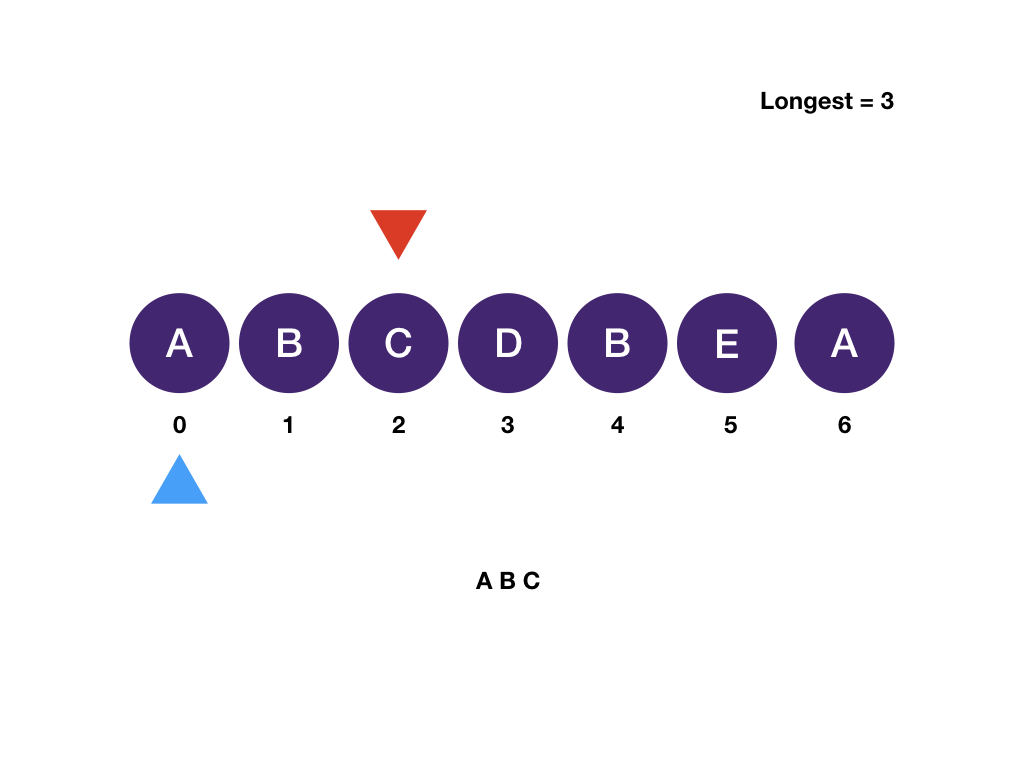 Longest = 3
A B C D B E A
0 1 2 3 4 5 6
A B C